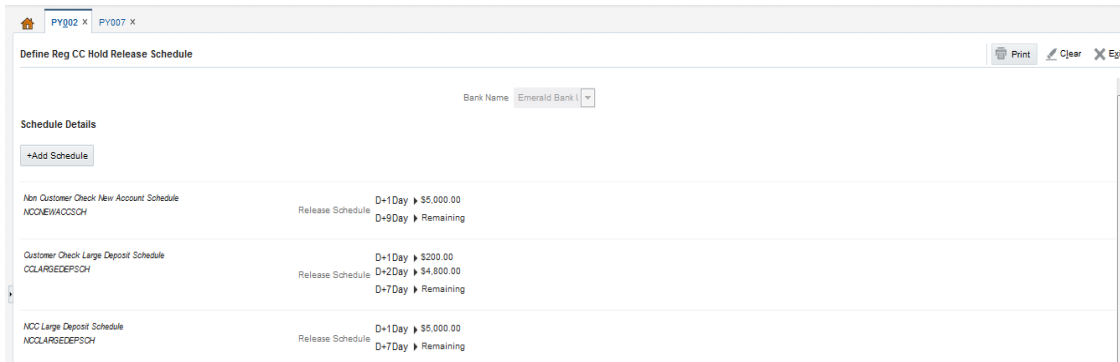 PY002 x PY007 x
Define Reg CC Hold Release Schedule
Print Clear Exi
Bank Name Emerald Bank U
Schedule Details
+Add Schedule
Non Customer Check New Account Schedule
NCCNEWACCSCH
Release Schedule
D+1Day $5,000.00
D+9Day Remaining
Customer Check Large Deposit Schedule
CCLARGEDEPSCH
Release Schedule
D+1Day $200.00
D+2Day $4,800.00
D+7Day Remaining
NCC Large Deposit Schedule
NCCLARGEDEPSCH
Release Schedule
D+1Day $5,000.00
D+7Day Remaining